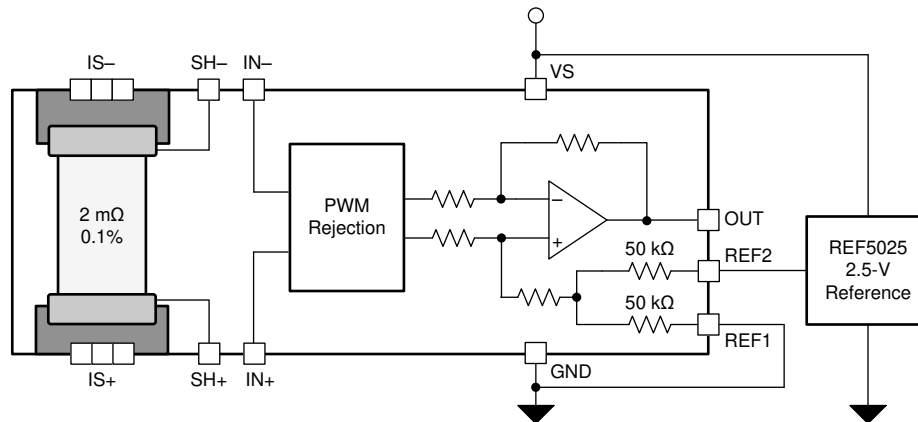 IS–
SH–
IN–
VS
2 mΩ
0.1%
PWM
Rejection
–
+
OUT
50 kΩ
REF2
50 kΩ
REF1
REF5025
2.5-V
Reference
GND
IS+
SH+
IN+